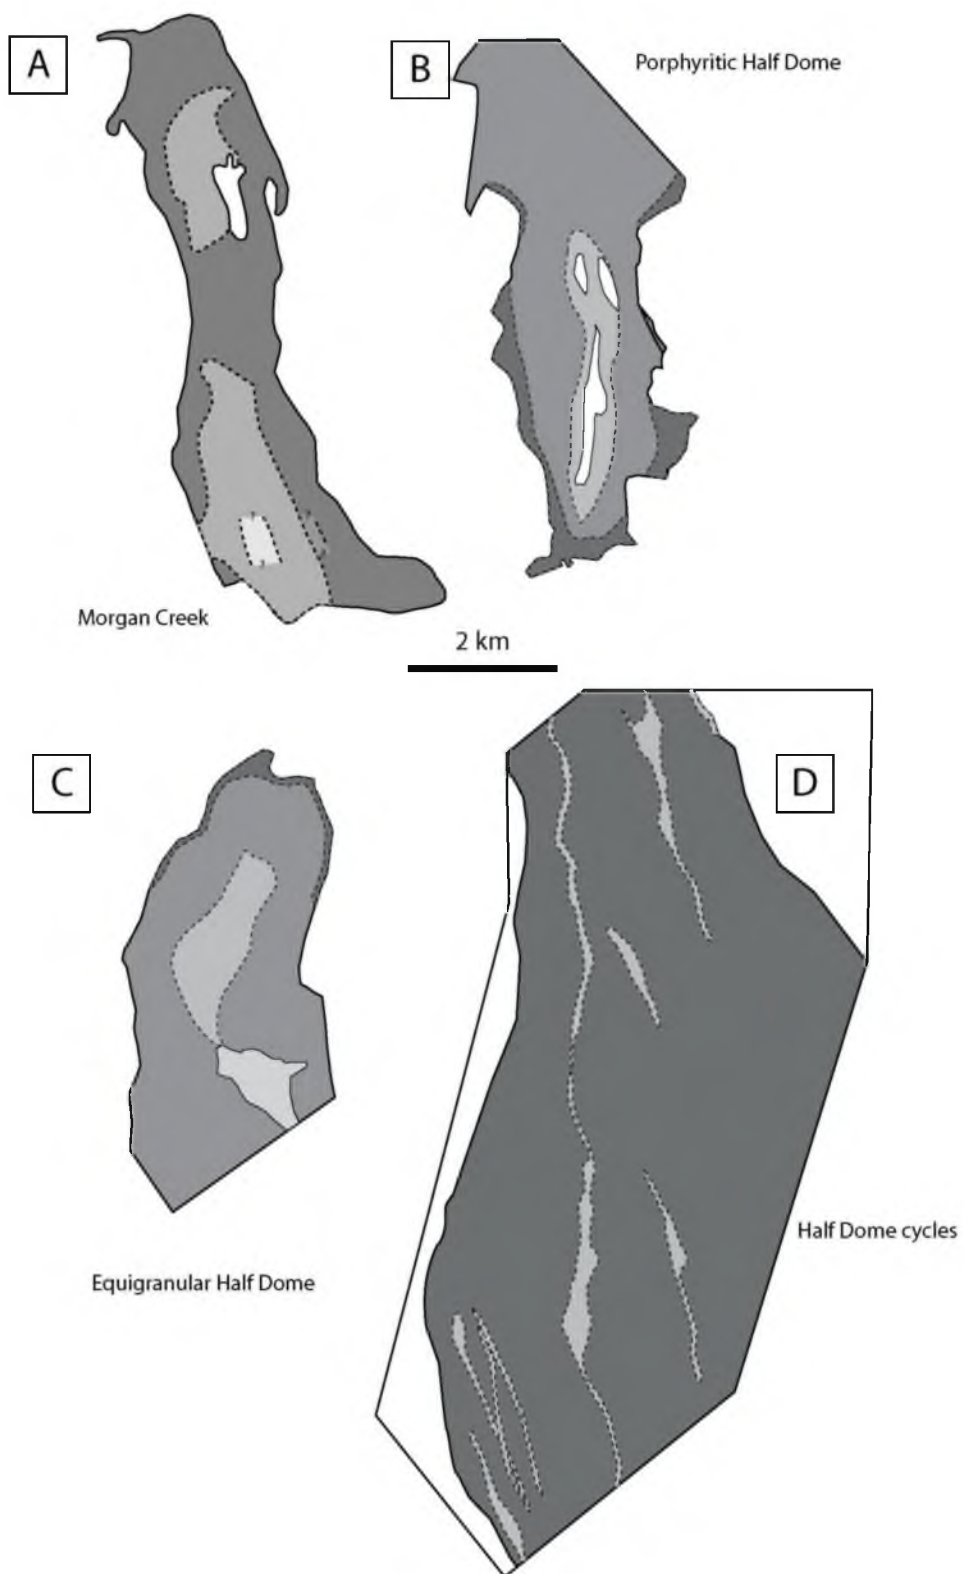 A
B
Porphyritic Half Dome
Morgan Creek
2 km
C
D
Half Dome cycles
Equigranular Half Dome